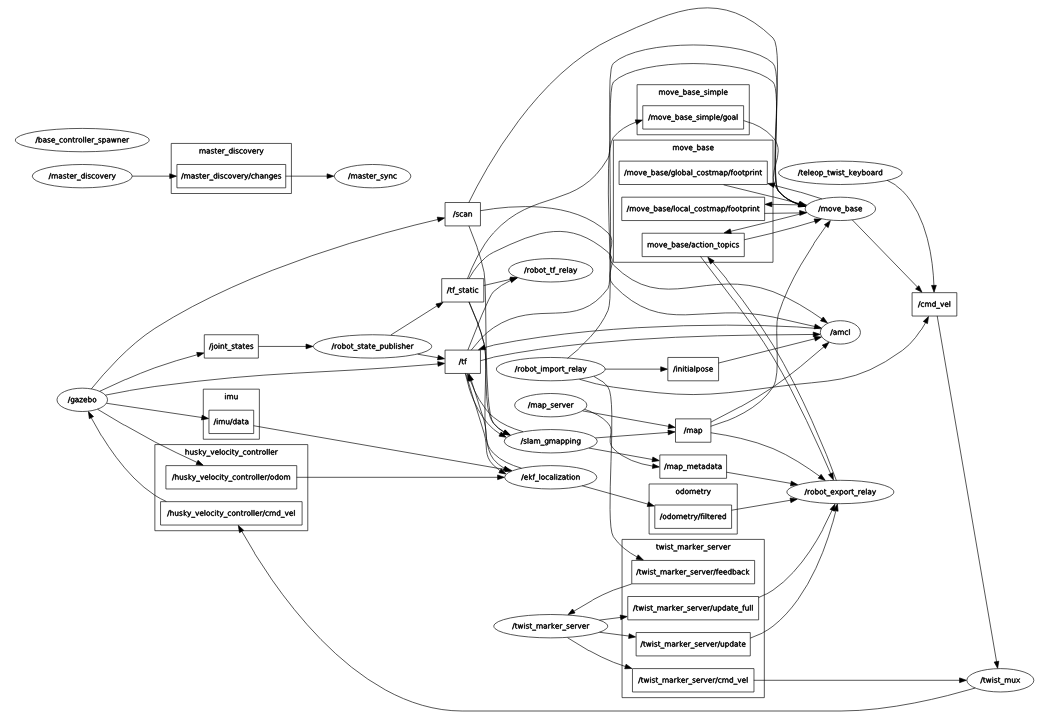 move_base_simple
/move_base_simple/goal
/base_controller_spawner
master_discovery
move_base
/master_discovery
/master_discovery/changes
/master_sync
/move_base/global_costmap/footprint
/teleop_twist_keyboard
/scan
/move_base/local_costmap/footprint
/move_base
move_base/action_topics
/robot_tf_relay
/tf_static
/cmd_vel
/joint_states
/robot_state_publisher
/amcl
/tf
/robot_import_relay
/initialpose
/gazebo
imu
/imu/data
/map_server
/map
/slam_gmapping
husky_velocity_controller
/map_metadata
/husky_velocity_controller/odom
/ekf_localization
odometry
/robot_export_relay
/husky_velocity_controller/cmd_vel
/odometry/filtered
twist_marker_server
/twist_marker_server/feedback
/twist_marker_server/update_full
/twist_marker_server
/twist_marker_server/update
/twist_marker_server/cmd_vel
/twist_mux